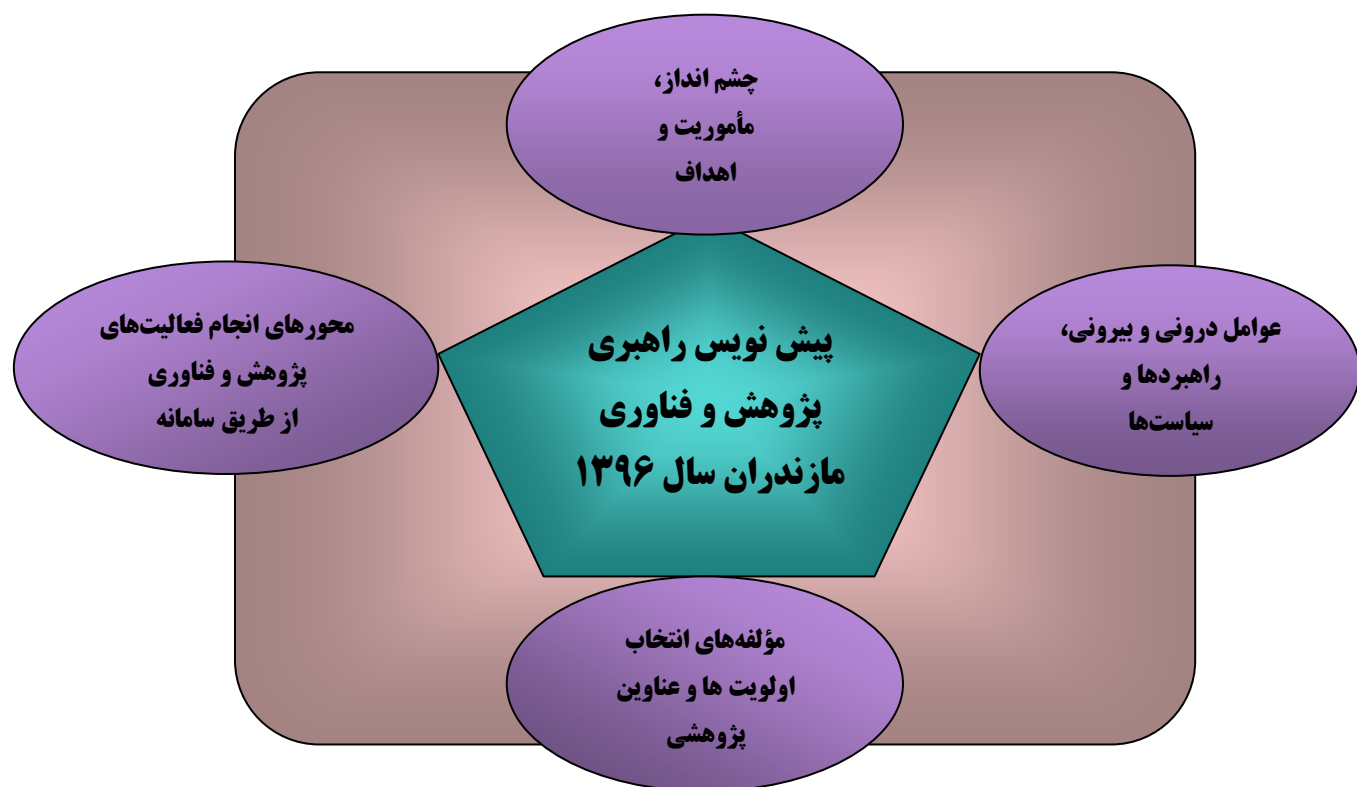 چشم انداز،
مأموریت و
اهداف
عوامل درونی و بیرونی،
راهبردها و
سیاست‌ها
پیش نویس راهبری
پژوهش و فناوری
مازندران سال ۱۳۹۶
محورهای انجام فعالیت‌های
پژوهش و فناوری
از طریق سامانه
مؤلفه‌های انتخاب
اولویت ها و عناوین
پژوهشی